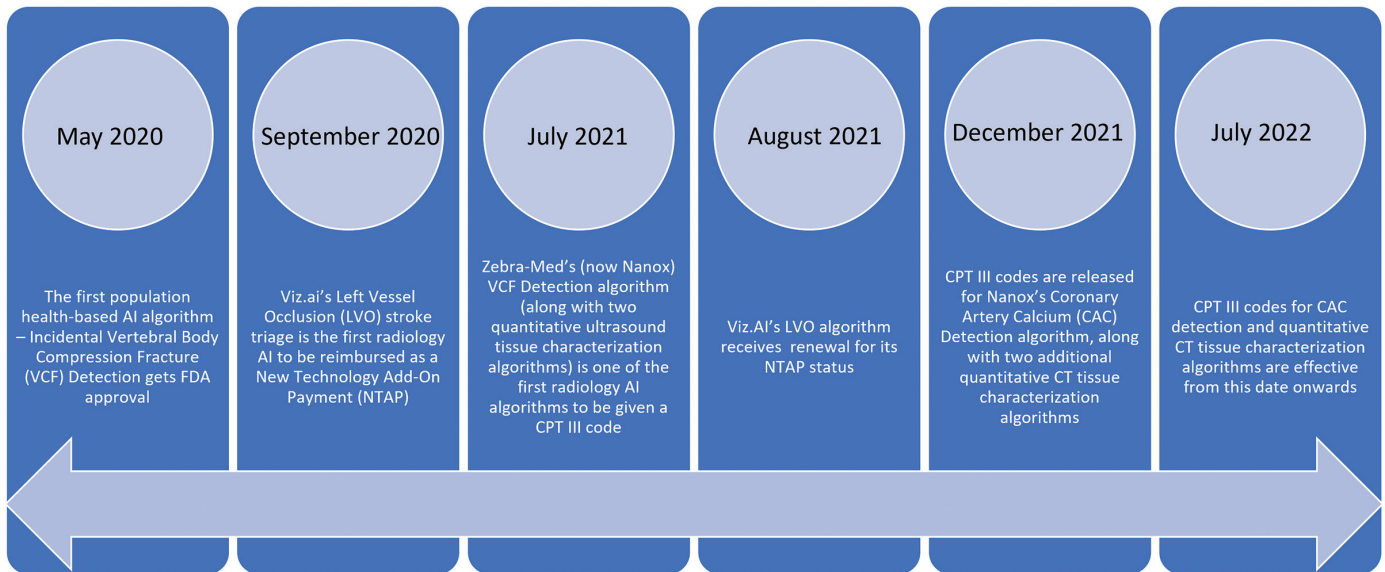 May 2020
The first population
health-based AI algorithm
– Incidental Vertebral Body
Compression Fracture
(VCF) Detection gets FDA
approval
September 2020
Viz.ai's Left Vessel
Occlusion (LVO) stroke
triage is the first radiology
AI to be reimbursed as a
New Technology Add-On
Payment (NTAP)
July 2021
Zebra-Med's (now Nanox)
VCF Detection algorithm
(along with two
quantitative ultrasound
tissue characterization
algorithms) is one of the
first radiology AI
algorithms to be given a
CPT III code
August 2021
Viz.AI's LVO algorithm
receives renewal for its
NTAP status
December 2021
CPT III codes are released
for Nanox's Coronary
Artery Calcium (CAC)
Detection algorithm, along
with two additional
quantitative CT tissue
characterization
algorithms
July 2022
CPT III codes for CAC
detection and quantitative
CT tissue characterization
algorithms are effective
from this date onwards